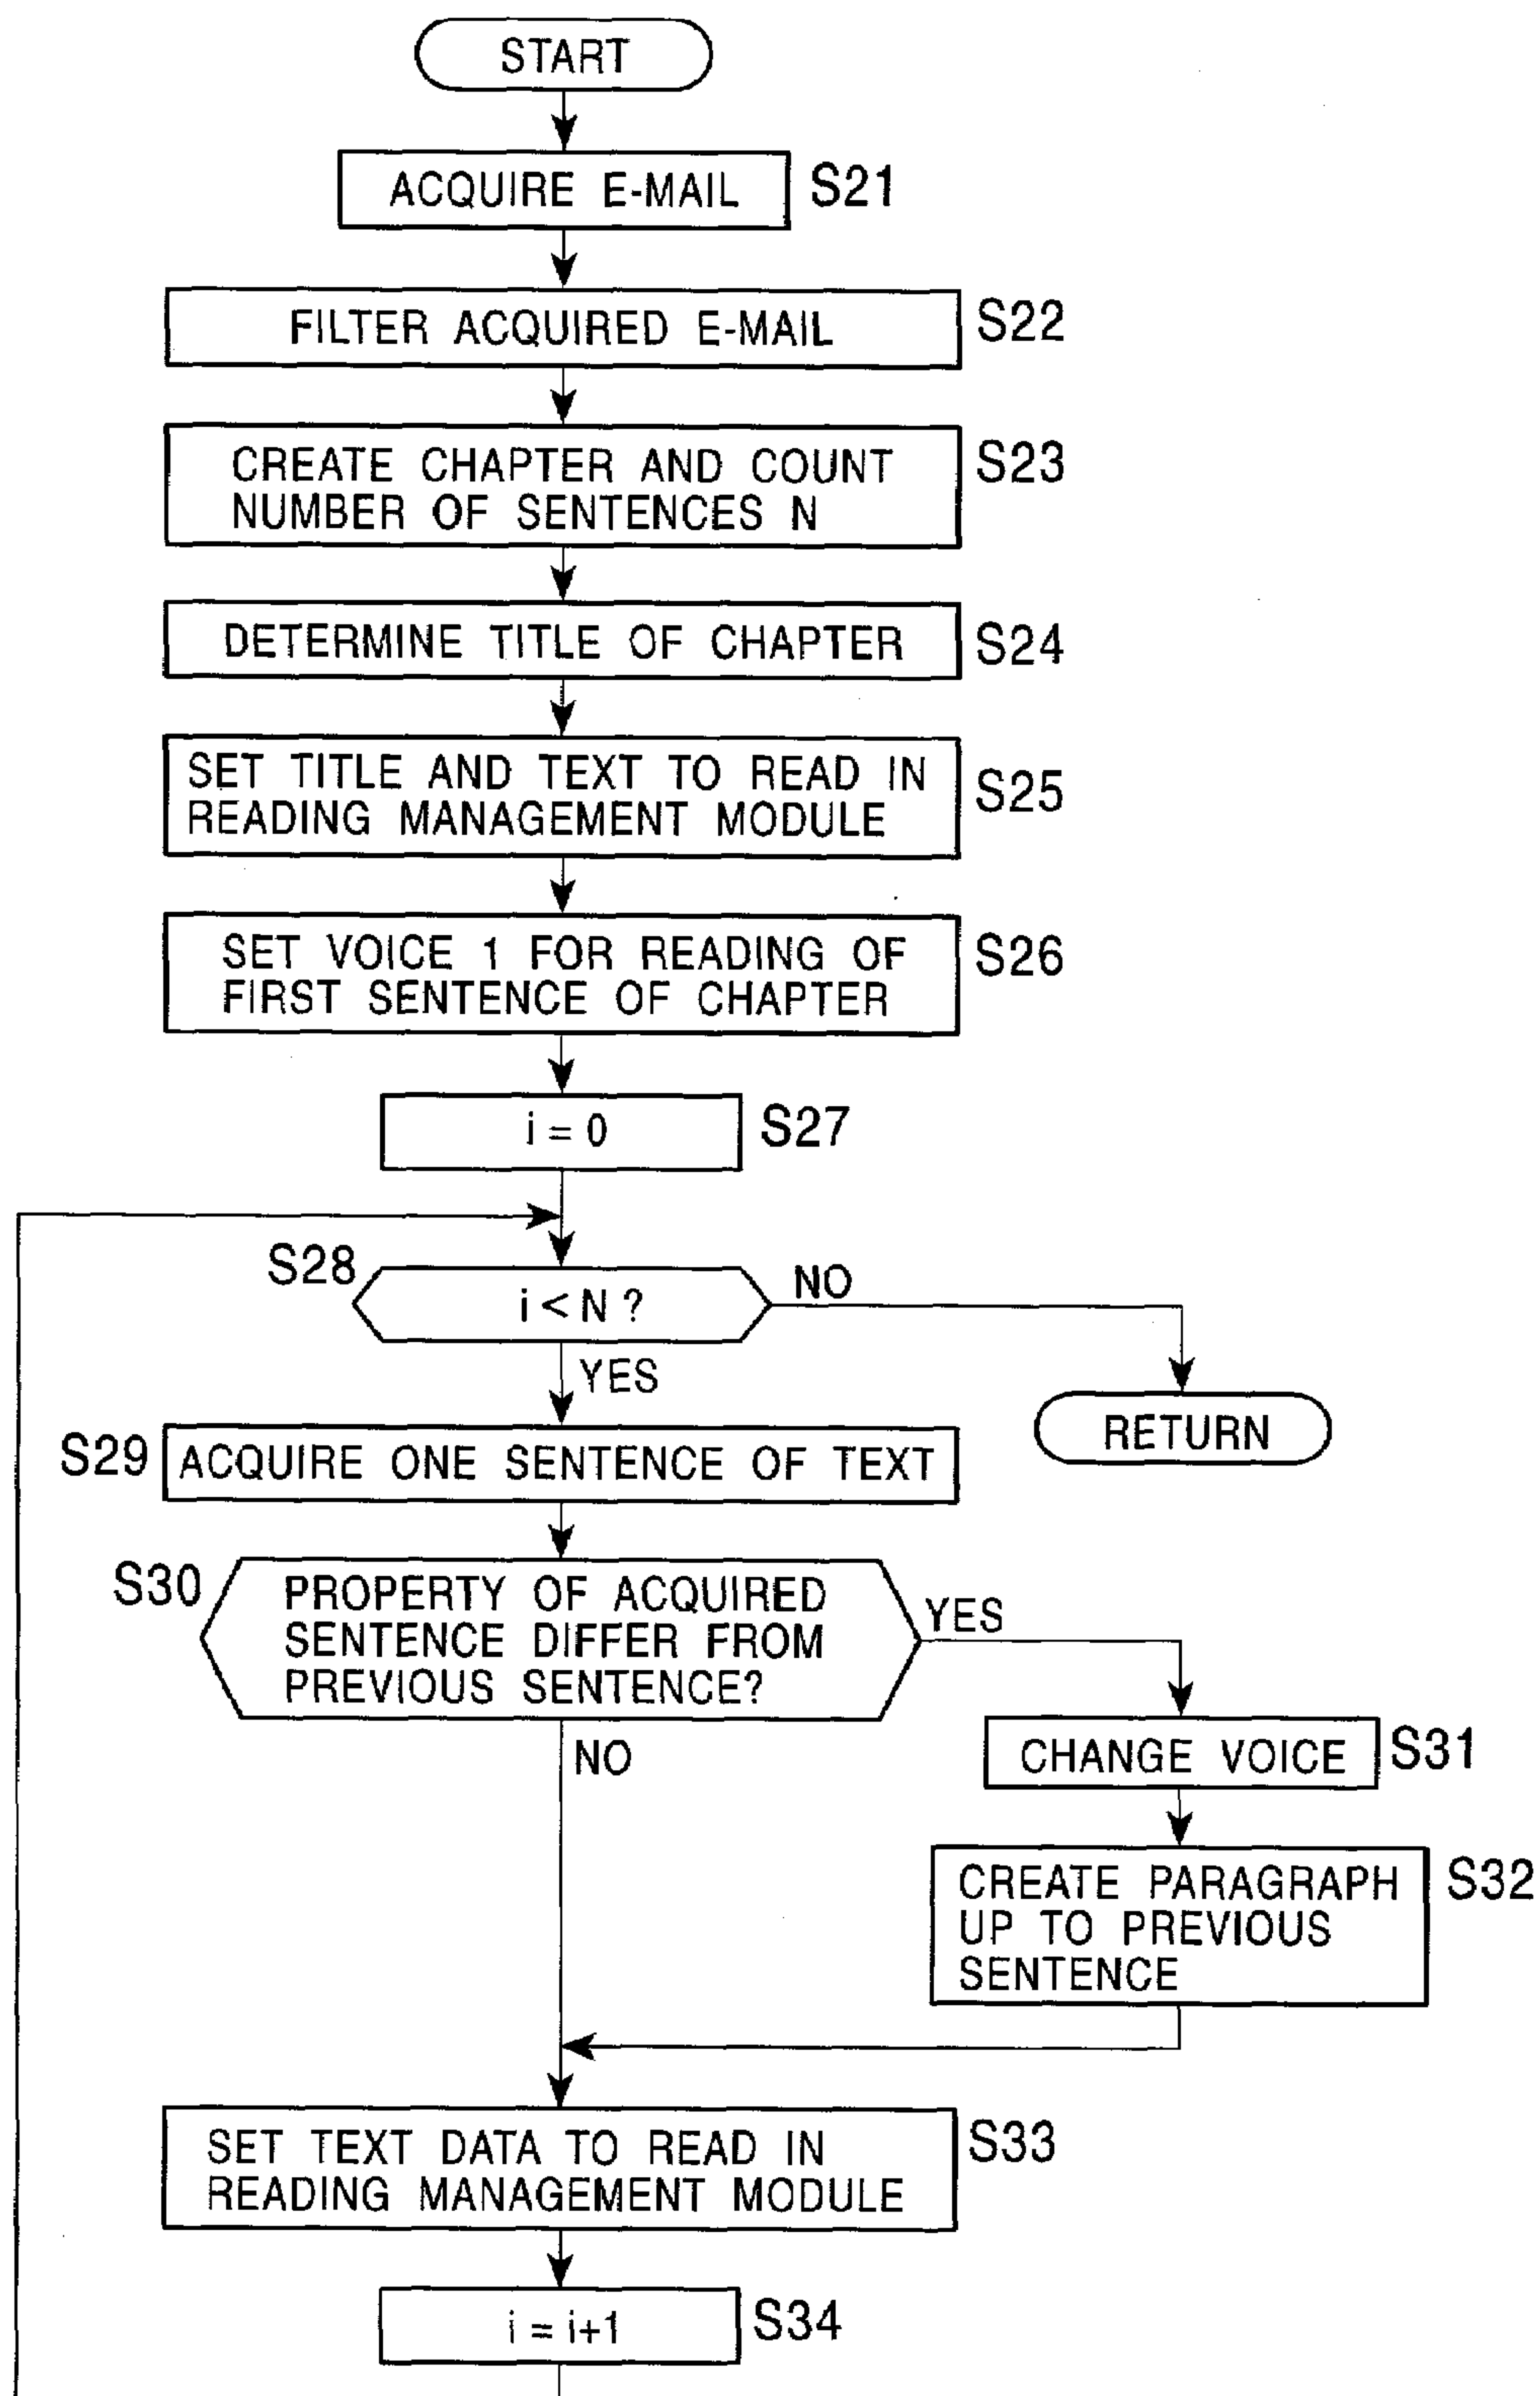 START
ACQUIRE E-MAIL
S21
FILTER ACQUIRED E-MAIL
S22
CREATE CHAPTER AND COUNT
NUMBER OF SENTENCES N
S23
DETERMINE TITLE OF CHAPTER
S24
SET TITLE AND TEXT TO READ IN
READING MANAGEMENT MODULE
S25
SET VOICE 1 FOR READING OF
FIRST SENTENCE OF CHAPTER
S26
i = 0
S27
S28
i < N ?
NO
YES
RETURN
S29
ACQUIRE ONE SENTENCE OF TEXT
S30
PROPERTY OF ACQUIRED
SENTENCE DIFFER FROM
PREVIOUS SENTENCE?
YES
NO
CHANGE VOICE
S31
CREATE PARAGRAPH
UP TO PREVIOUS
SENTENCE
S32
SET TEXT DATA TO READ IN
READING MANAGEMENT MODULE
S33
i = i+1
S34